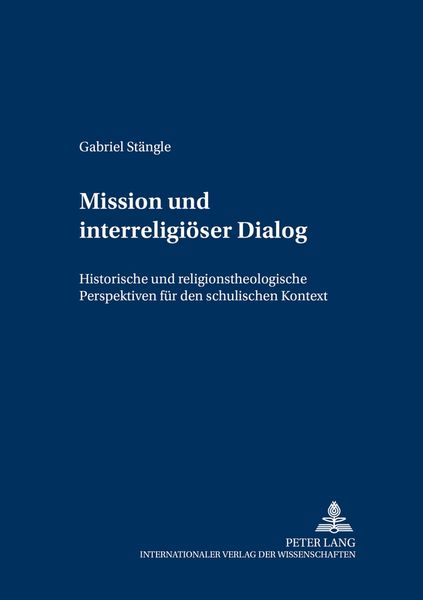 Gabriel Stängle
Mission und
interreligiöser Dialog
Historische und religionstheologische
Perspektiven für den schulischen Kontext
PETER LANG
INTERNATIONALER VERLAG DER WISSENSCHAFTEN